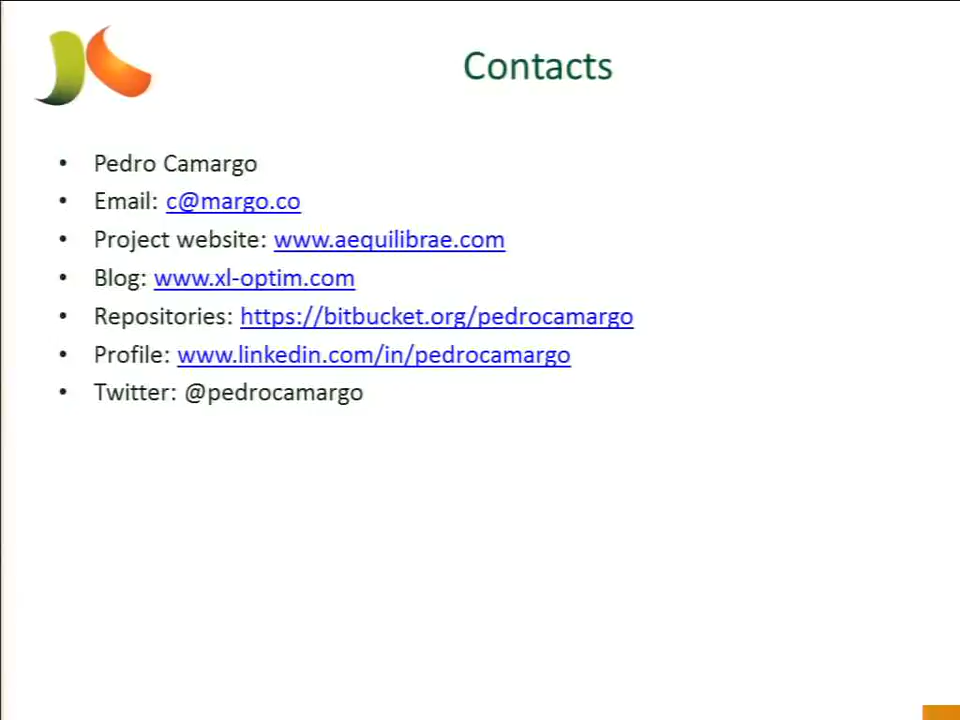 Contacts
• Pedro Camargo
• Email: c@margo.co
• Project website: www.aequilibrae.com
• Blog: www.xl-optim.com
• Repositories: https://bitbucket.org/pedrocamargo
• Profile: www.linkedin.com/in/pedrocamargo
• Twitter: @pedrocamargo